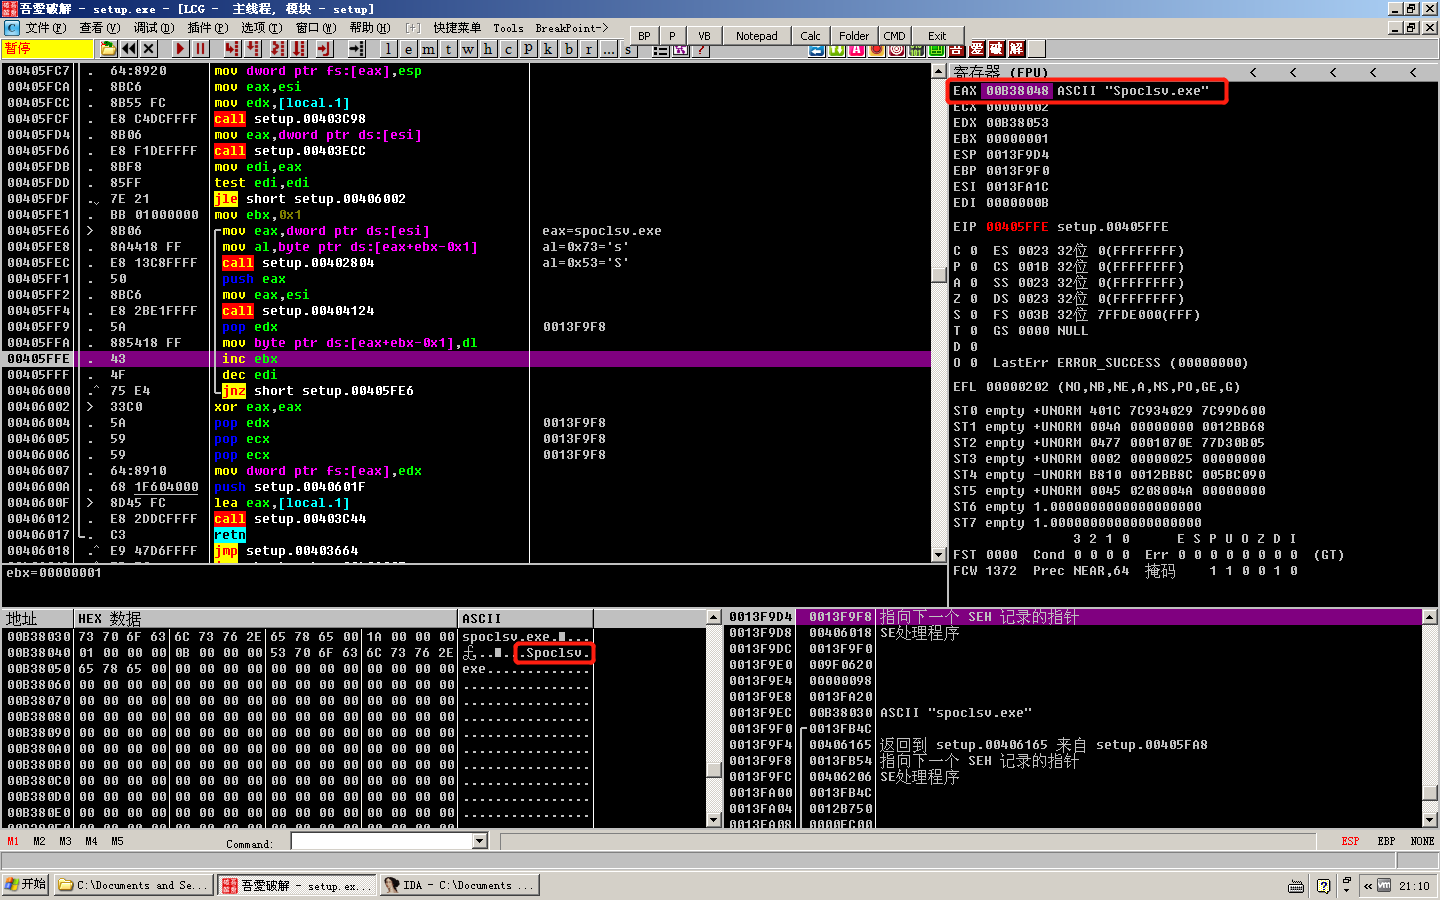 吾愛破解 - setup.exe - [LCG - 主线程, 模块 - setup]
文件(F) 查看(V) 调试(D) 插件(P) 选项(T) 窗口(W) 帮助(H) [+] 快捷菜单 Tools BreakPoint->
BP P VB Notepad Calc Folder CMD Exit
暂停 l e m t w h c p k b r ... s
00405FC7 . 64:8920 mov dword ptr fs:[eax],esp
00405FCA . 8BC6 mov eax,esi
00405FCC . 8B55 FC mov edx,[local.1]
00405FCF . E8 C4DCFFFF call setup.00403C98
00405FD4 . 8B06 mov eax,dword ptr ds:[esi]
00405FD6 . E8 F1DEFFFF call setup.00403ECC
00405FDB . 8BF8 mov edi,eax
00405FDD . 85FF test edi,edi
00405FDF . 7E 21 jle short setup.00406002
00405FE1 . BB 01000000 mov ebx,0x1
00405FE6 > 8B06 mov eax,dword ptr ds:[esi] eax=spoclsv.exe
00405FE8 . 8A4418 FF mov al,byte ptr ds:[eax+ebx-0x1] al=0x73='s'
00405FEC . E8 13C8FFFF call setup.00402804 al=0x53='S'
00405FF1 . 50 push eax
00405FF2 . 8BC6 mov eax,esi
00405FF4 . E8 2BE1FFFF call setup.00404124
00405FF9 . 5A pop edx 0013F9F8
00405FFA . 885418 FF mov byte ptr ds:[eax+ebx-0x1],dl
00405FFE . 43 inc ebx
00405FFF . 4F dec edi
00406000 .^ 75 E4 jnz short setup.00405FE6
00406002 > 33C0 xor eax,eax
00406004 . 5A pop edx 0013F9F8
00406005 . 59 pop ecx 0013F9F8
00406006 . 59 pop ecx 0013F9F8
00406007 . 64:8910 mov dword ptr fs:[eax],edx
0040600A . 68 1F604000 push setup.0040601F
0040600F > 8D45 FC lea eax,[local.1]
00406012 . E8 2DDCFFFF call setup.00403C44
00406017 . C3 retn
00406018 .^ E9 47D6FFFF jmp setup.00403664
ebx=00000001
寄存器 (FPU) < < < < <
EAX 00B38048 ASCII "Spoclsv.exe"
ECX 00000002
EDX 00B38053
EBX 00000001
ESP 0013F9D4
EBP 0013F9F0
ESI 0013FA1C
EDI 0000000B
EIP 00405FFE setup.00405FFE
C 0 ES 0023 32位 0(FFFFFFFF)
P 0 CS 001B 32位 0(FFFFFFFF)
A 0 SS 0023 32位 0(FFFFFFFF)
Z 0 DS 0023 32位 0(FFFFFFFF)
S 0 FS 003B 32位 7FFDE000(FFF)
T 0 GS 0000 NULL
D 0
O 0 LastErr ERROR_SUCCESS (00000000)
EFL 00000202 (NO,NB,NE,A,NS,PO,GE,G)
ST0 empty +UNORM 401C 7C934029 7C99D600
ST1 empty +UNORM 004A 00000000 0012BB68
ST2 empty +UNORM 0477 0001070E 77D30B05
ST3 empty +UNORM 0002 00000025 00000000
ST4 empty -UNORM B810 0012BB8C 005BC090
ST5 empty +UNORM 0045 0208004A 00000000
ST6 empty 1.0000000000000000000
ST7 empty 1.0000000000000000000
3 2 1 0 E S P U O Z D I
FST 0000 Cond 0 0 0 0 Err 0 0 0 0 0 0 0 0 (GT)
FCW 1372 Prec NEAR,64 掩码 1 1 0 0 1 0
地址 HEX 数据 ASCII
00B38030 73 70 6F 63 6C 73 76 2E 65 78 65 00 1A 00 00 00 spoclsv.exe.■...
00B38040 01 00 00 00 0B 00 00 00 53 70 6F 63 6C 73 76 2E £...■...Spoclsv.
00B38050 65 78 65 00 00 00 00 00 00 00 00 00 00 00 00 00 exe.............
00B38060 00 00 00 00 00 00 00 00 00 00 00 00 00 00 00 00 ................
00B38070 00 00 00 00 00 00 00 00 00 00 00 00 00 00 00 00 ................
00B38080 00 00 00 00 00 00 00 00 00 00 00 00 00 00 00 00 ................
00B38090 00 00 00 00 00 00 00 00 00 00 00 00 00 00 00 00 ................
00B380A0 00 00 00 00 00 00 00 00 00 00 00 00 00 00 00 00 ................
00B380B0 00 00 00 00 00 00 00 00 00 00 00 00 00 00 00 00 ................
00B380C0 00 00 00 00 00 00 00 00 00 00 00 00 00 00 00 00 ................
00B380D0 00 00 00 00 00 00 00 00 00 00 00 00 00 00 00 00 ................
00B380E0 00 00 00 00 00 00 00 00 00 00 00 00 00 00 00 00 ................
0013F9D4 0013F9F8 指向下一个 SEH 记录的指针
0013F9D8 00406018 SE处理程序
0013F9DC 0013F9F0
0013F9E0 009F0620
0013F9E4 00000098
0013F9E8 0013FA20
0013F9EC 00B38030 ASCII "spoclsv.exe"
0013F9F0 0013FB4C
0013F9F4 00406165 返回到 setup.00406165 来自 setup.00405FA8
0013F9F8 0013FB54 指向下一个 SEH 记录的指针
0013F9FC 00406206 SE处理程序
0013FA00 0013FB4C
0013FA04 0012B750
0013FA08 0000EC00
M1 M2 M3 M4 M5 Command: ESP EBP NONE
开始 C:\Documents and Se... 吾愛破解 - setup.ex... IDA - C:\Documents ... « 21:10